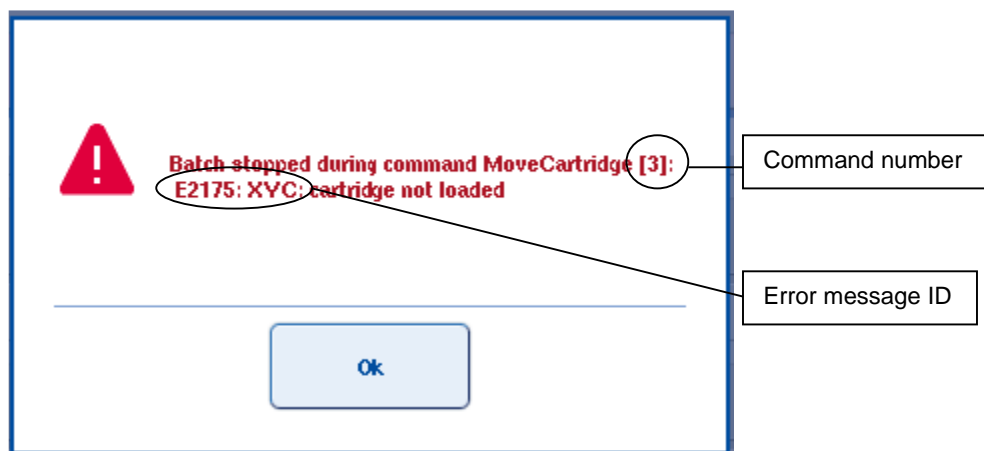 Batch stopped during command MoveCartridge [3]:
E2175: XYC: cartridge not loaded
Ok
Command number
Error message ID